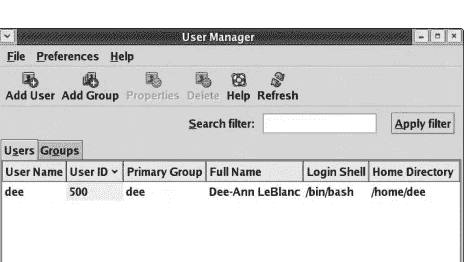 User Manager
File Preferences Help
Add User Add Group Properties Delete Help Refresh
Search filter: Apply filter
Users Groups
User Name User ID Primary Group Full Name Login Shell Home Directory
dee 500 dee Dee-Ann LeBlanc /bin/bash /home/dee